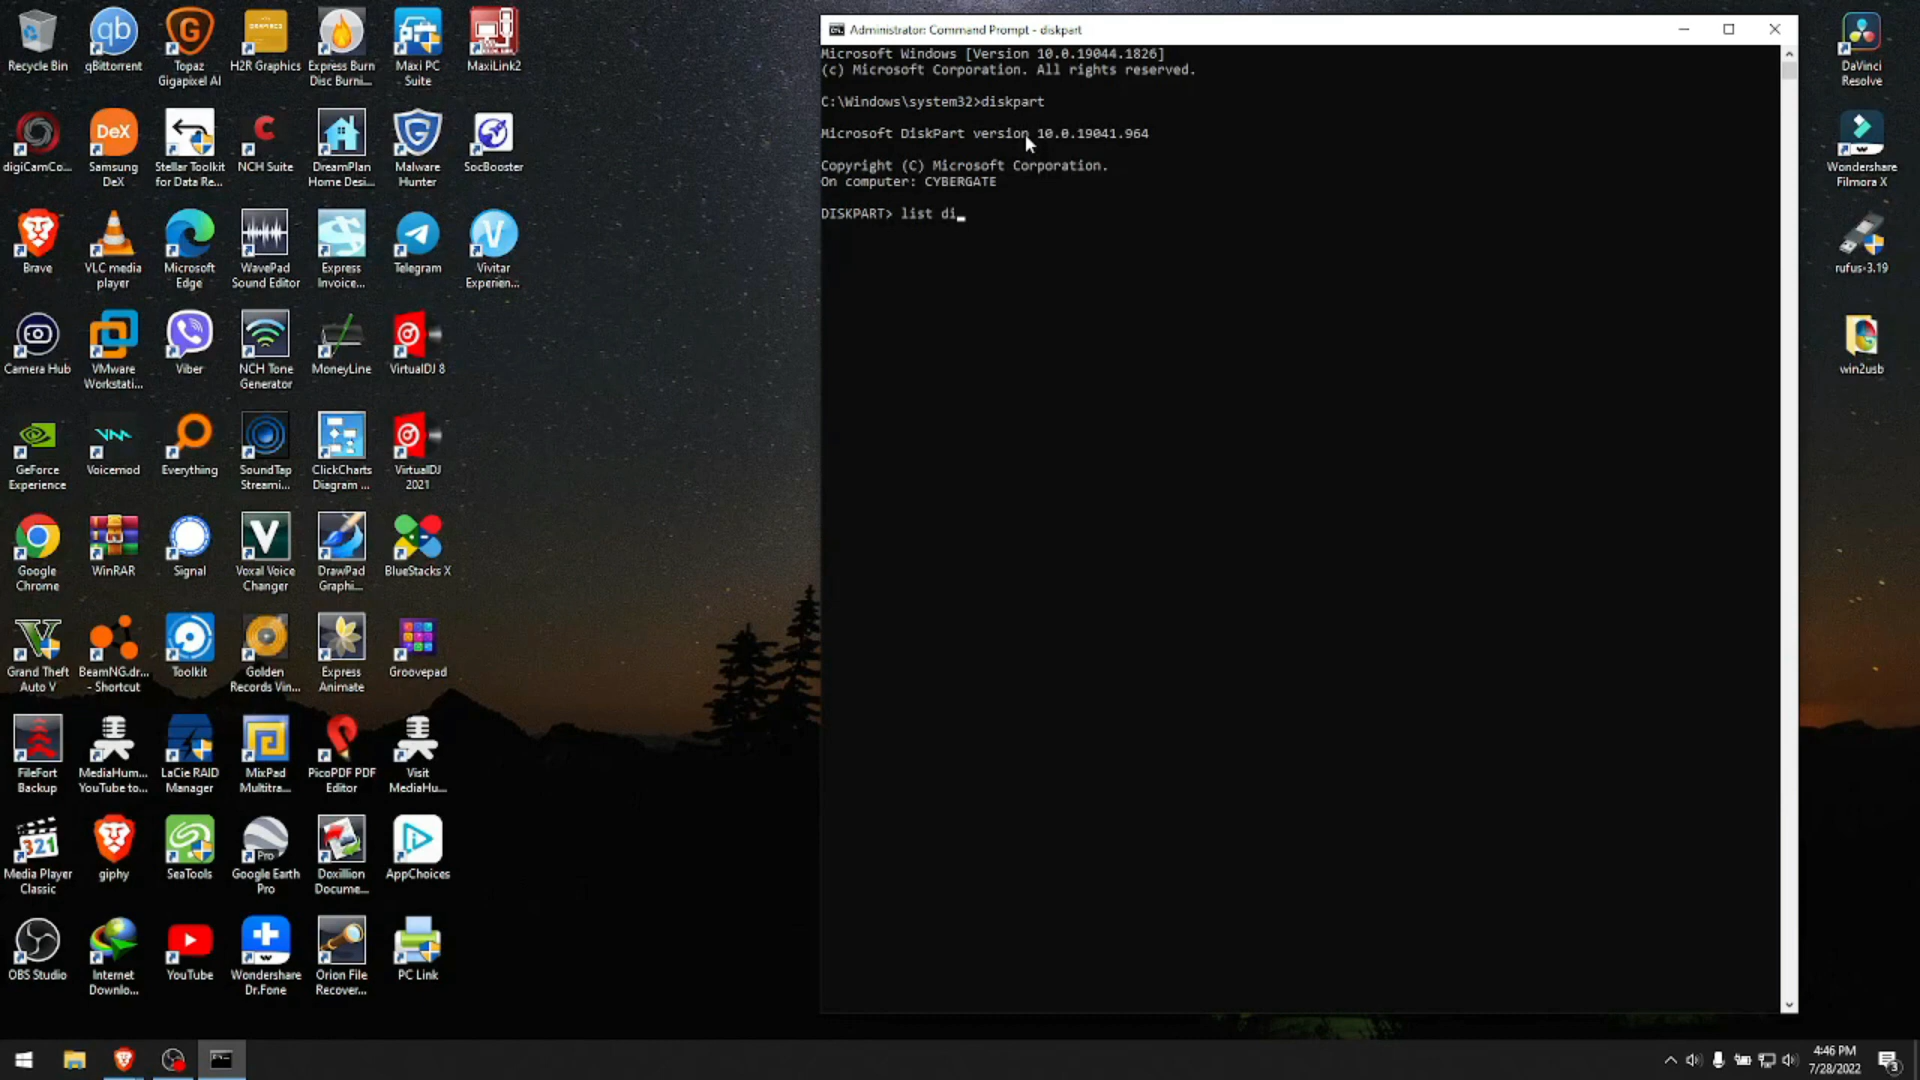 Recycle Bin
qBittorrent
Topaz
Gigapixel AI
H2R Graphics
Express Burn
Disc Burni...
Maxi PC
Suite
MaxiLink2
digiCamCo...
Samsung
DeX
Stellar Toolkit
for Data Re...
NCH Suite
DreamPlan
Home Desi...
Malware
Hunter
SocBooster
Brave
VLC media
player
Microsoft
Edge
WavePad
Sound Editor
Express
Invoice...
Telegram
Vivitar
Experien...
Camera Hub
VMware
Workstati...
Viber
NCH Tone
Generator
MoneyLine
VirtualDJ 8
GeForce
Experience
Voicemod
Everything
SoundTap
Streami...
ClickCharts
Diagram ...
VirtualDJ
2021
Google
Chrome
WinRAR
Signal
Voxal Voice
Changer
DrawPad
Graphi...
BlueStacks X
Grand Theft
Auto V
BeamNG.dr...
- Shortcut
Toolkit
Golden
Records Vin...
Express
Animate
Groovepad
FileFort
Backup
MediaHum...
YouTube to...
LaCie RAID
Manager
MixPad
Multitra...
PicoPDF PDF
Editor
Visit
MediaHu...
Media Player
Classic
giphy
SeaTools
Google Earth
Pro
Doxillion
Docume...
AppChoices
OBS Studio
Internet
Downlo...
YouTube
Wondershare
Dr.Fone
Orion File
Recover...
PC Link
Administrator: Command Prompt - diskpart
Microsoft Windows [Version 10.0.19044.1826]
(c) Microsoft Corporation. All rights reserved.
C:\Windows\system32>diskpart
Microsoft DiskPart version 10.0.19041.964
Copyright (C) Microsoft Corporation.
On computer: CYBERGATE
DISKPART> list di_
DaVinci
Resolve
Wondershare
Filmora X
rufus-3.19
win2usb
4:46 PM
7/28/2022
3